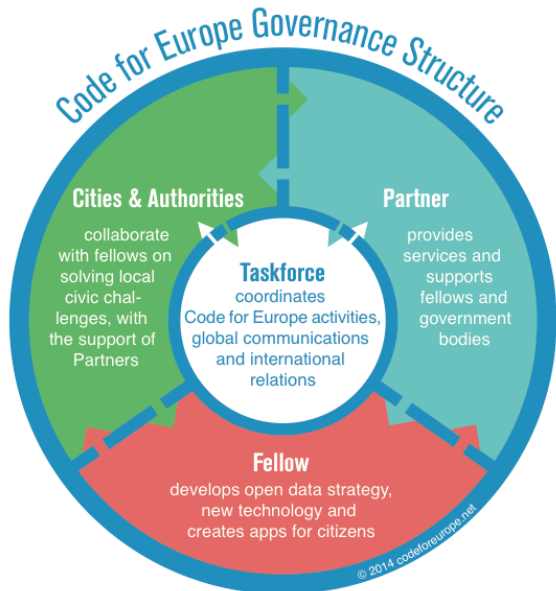 Code for Europe Governance Structure
Cities & Authorities
collaborate
with fellows on
solving local
civic chal-
lenges, with
the support of
Partners
Partner
provides
services and
supports
fellows and
government
bodies
Taskforce
coordinates
Code for Europe activities,
global communications
and international
relations
Fellow
develops open data strategy,
new technology and
creates apps for citizens
© 2014 codeforeurope.net